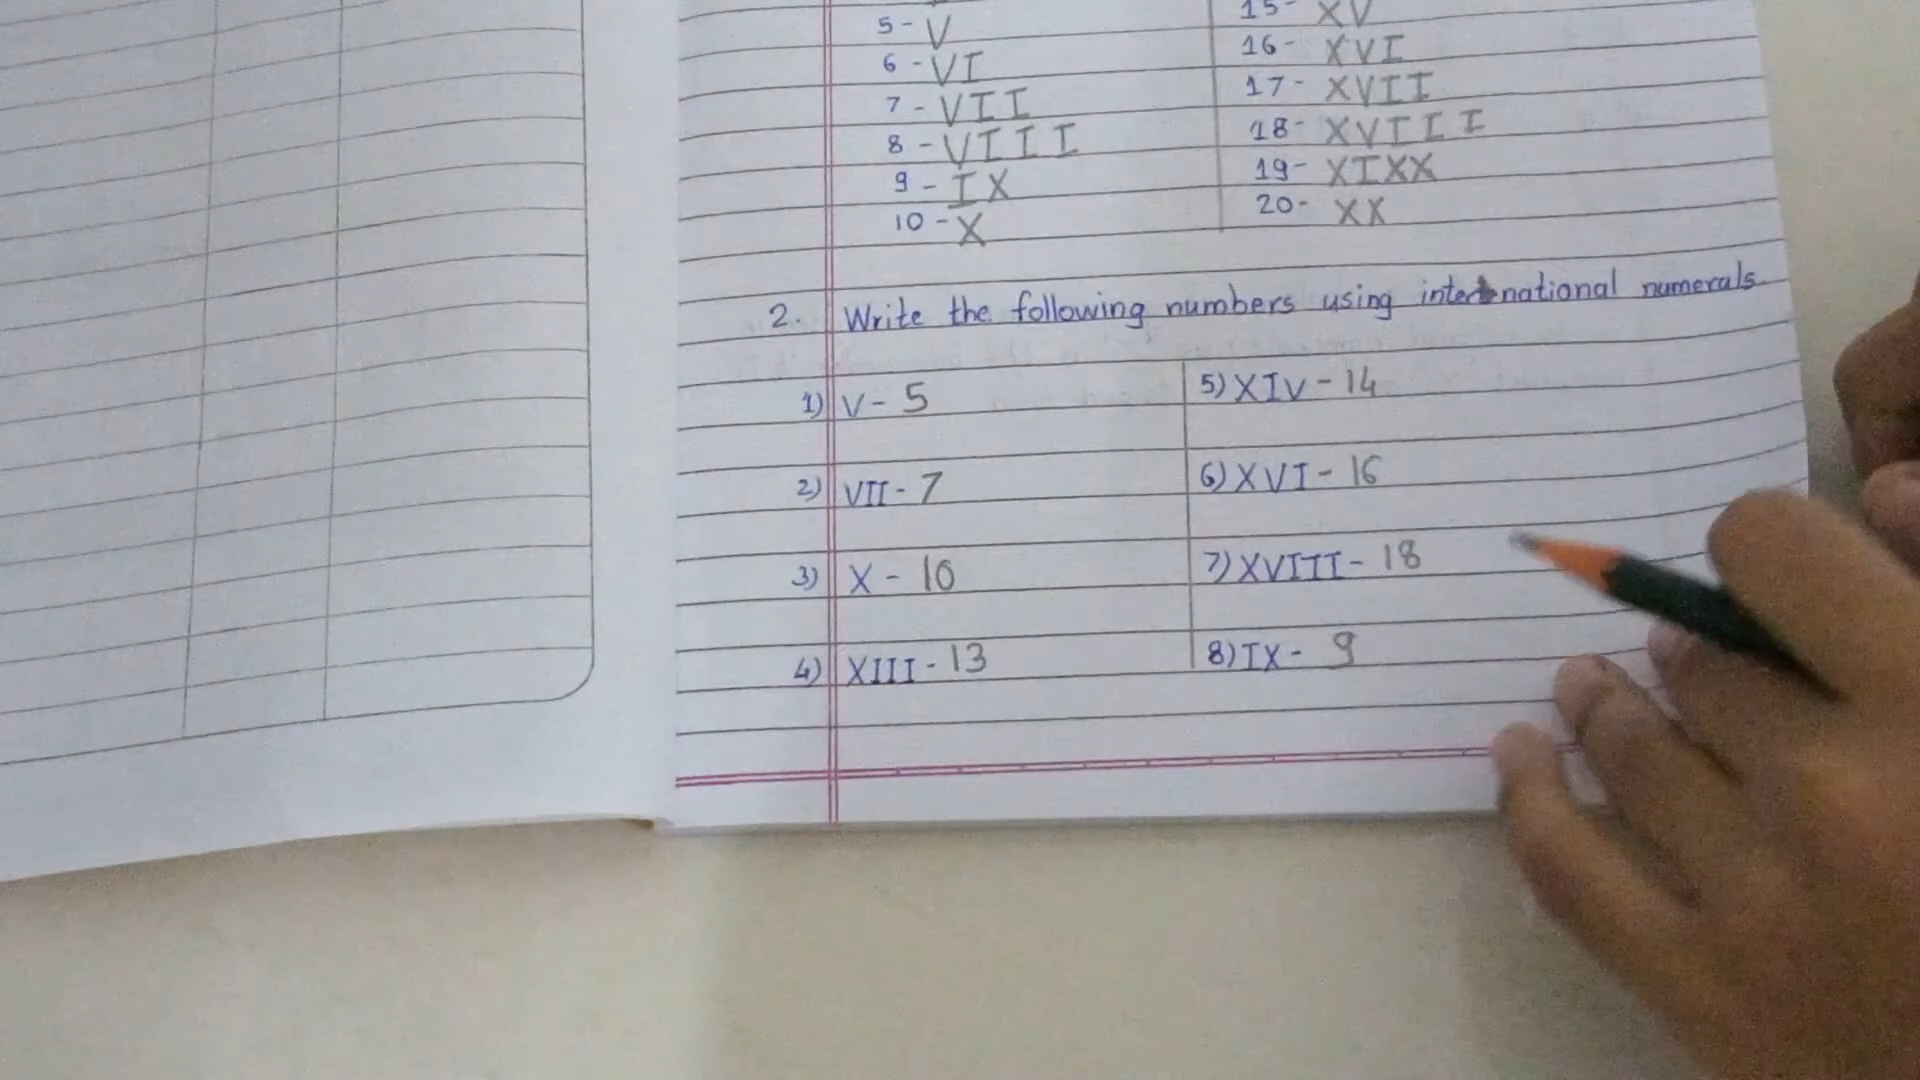 5 - V
6 - VI
7 - VII
8 - VIII
9 - IX
10 - X
15- XV
16- XVI
17- XVII
18- XVIII
19- XIXX
20- XX
2. Write the following numbers using international numerals.
1) V - 5
2) VII - 7
3) X - 10
4) XIII - 13
5) XIV - 14
6) XVI - 16
7) XVIII - 18
8) IX - 9